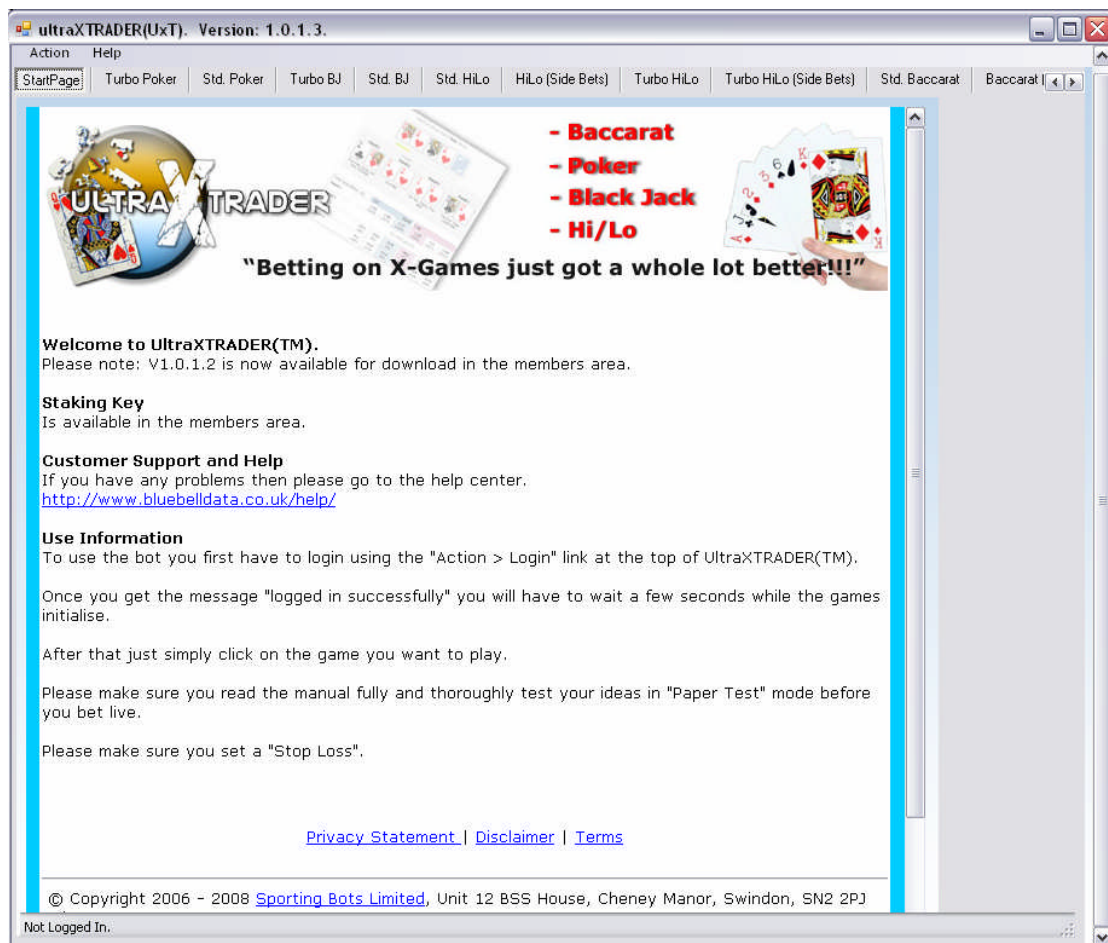 ultraXTRADER(UxT). Version: 1.0.1.3.
Action Help
StartPage Turbo Poker Std. Poker Turbo BJ Std. BJ Std. HiLo HiLo (Side Bets) Turbo HiLo Turbo HiLo (Side Bets) Std. Baccarat Baccarat
ULTRA X TRADER
- Baccarat
- Poker
- Black Jack
- Hi/Lo
“Betting on X-Games just got a whole lot better!!!”
Welcome to UltraXTRADER(TM).
Please note: V1.0.1.2 is now available for download in the members area.
Staking Key
Is available in the members area.
Customer Support and Help
If you have any problems then please go to the help center.
http://www.bluebelldata.co.uk/help/
Use Information
To use the bot you first have to login using the "Action > Login" link at the top of UltraXTRADER(TM).
Once you get the message "logged in successfully" you will have to wait a few seconds while the games
initialise.
After that just simply click on the game you want to play.
Please make sure you read the manual fully and thoroughly test your ideas in "Paper Test" mode before
you bet live.
Please make sure you set a "Stop Loss".
Privacy Statement | Disclaimer | Terms
© Copyright 2006 - 2008 Sporting Bots Limited, Unit 12 BSS House, Cheney Manor, Swindon, SN2 2PJ
Not Logged In.